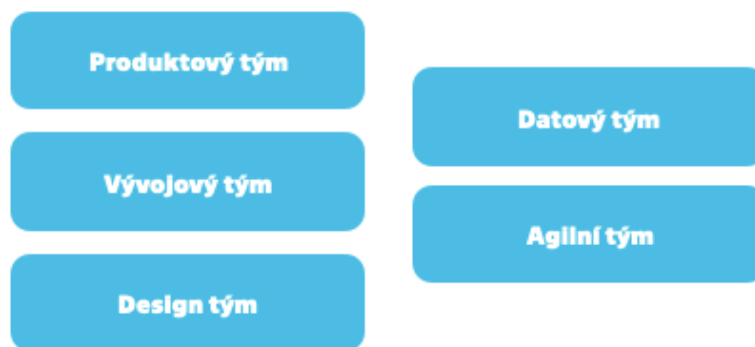 Produktový tým
Vývojový tým
Design tým
Datový tým
Agilní tým